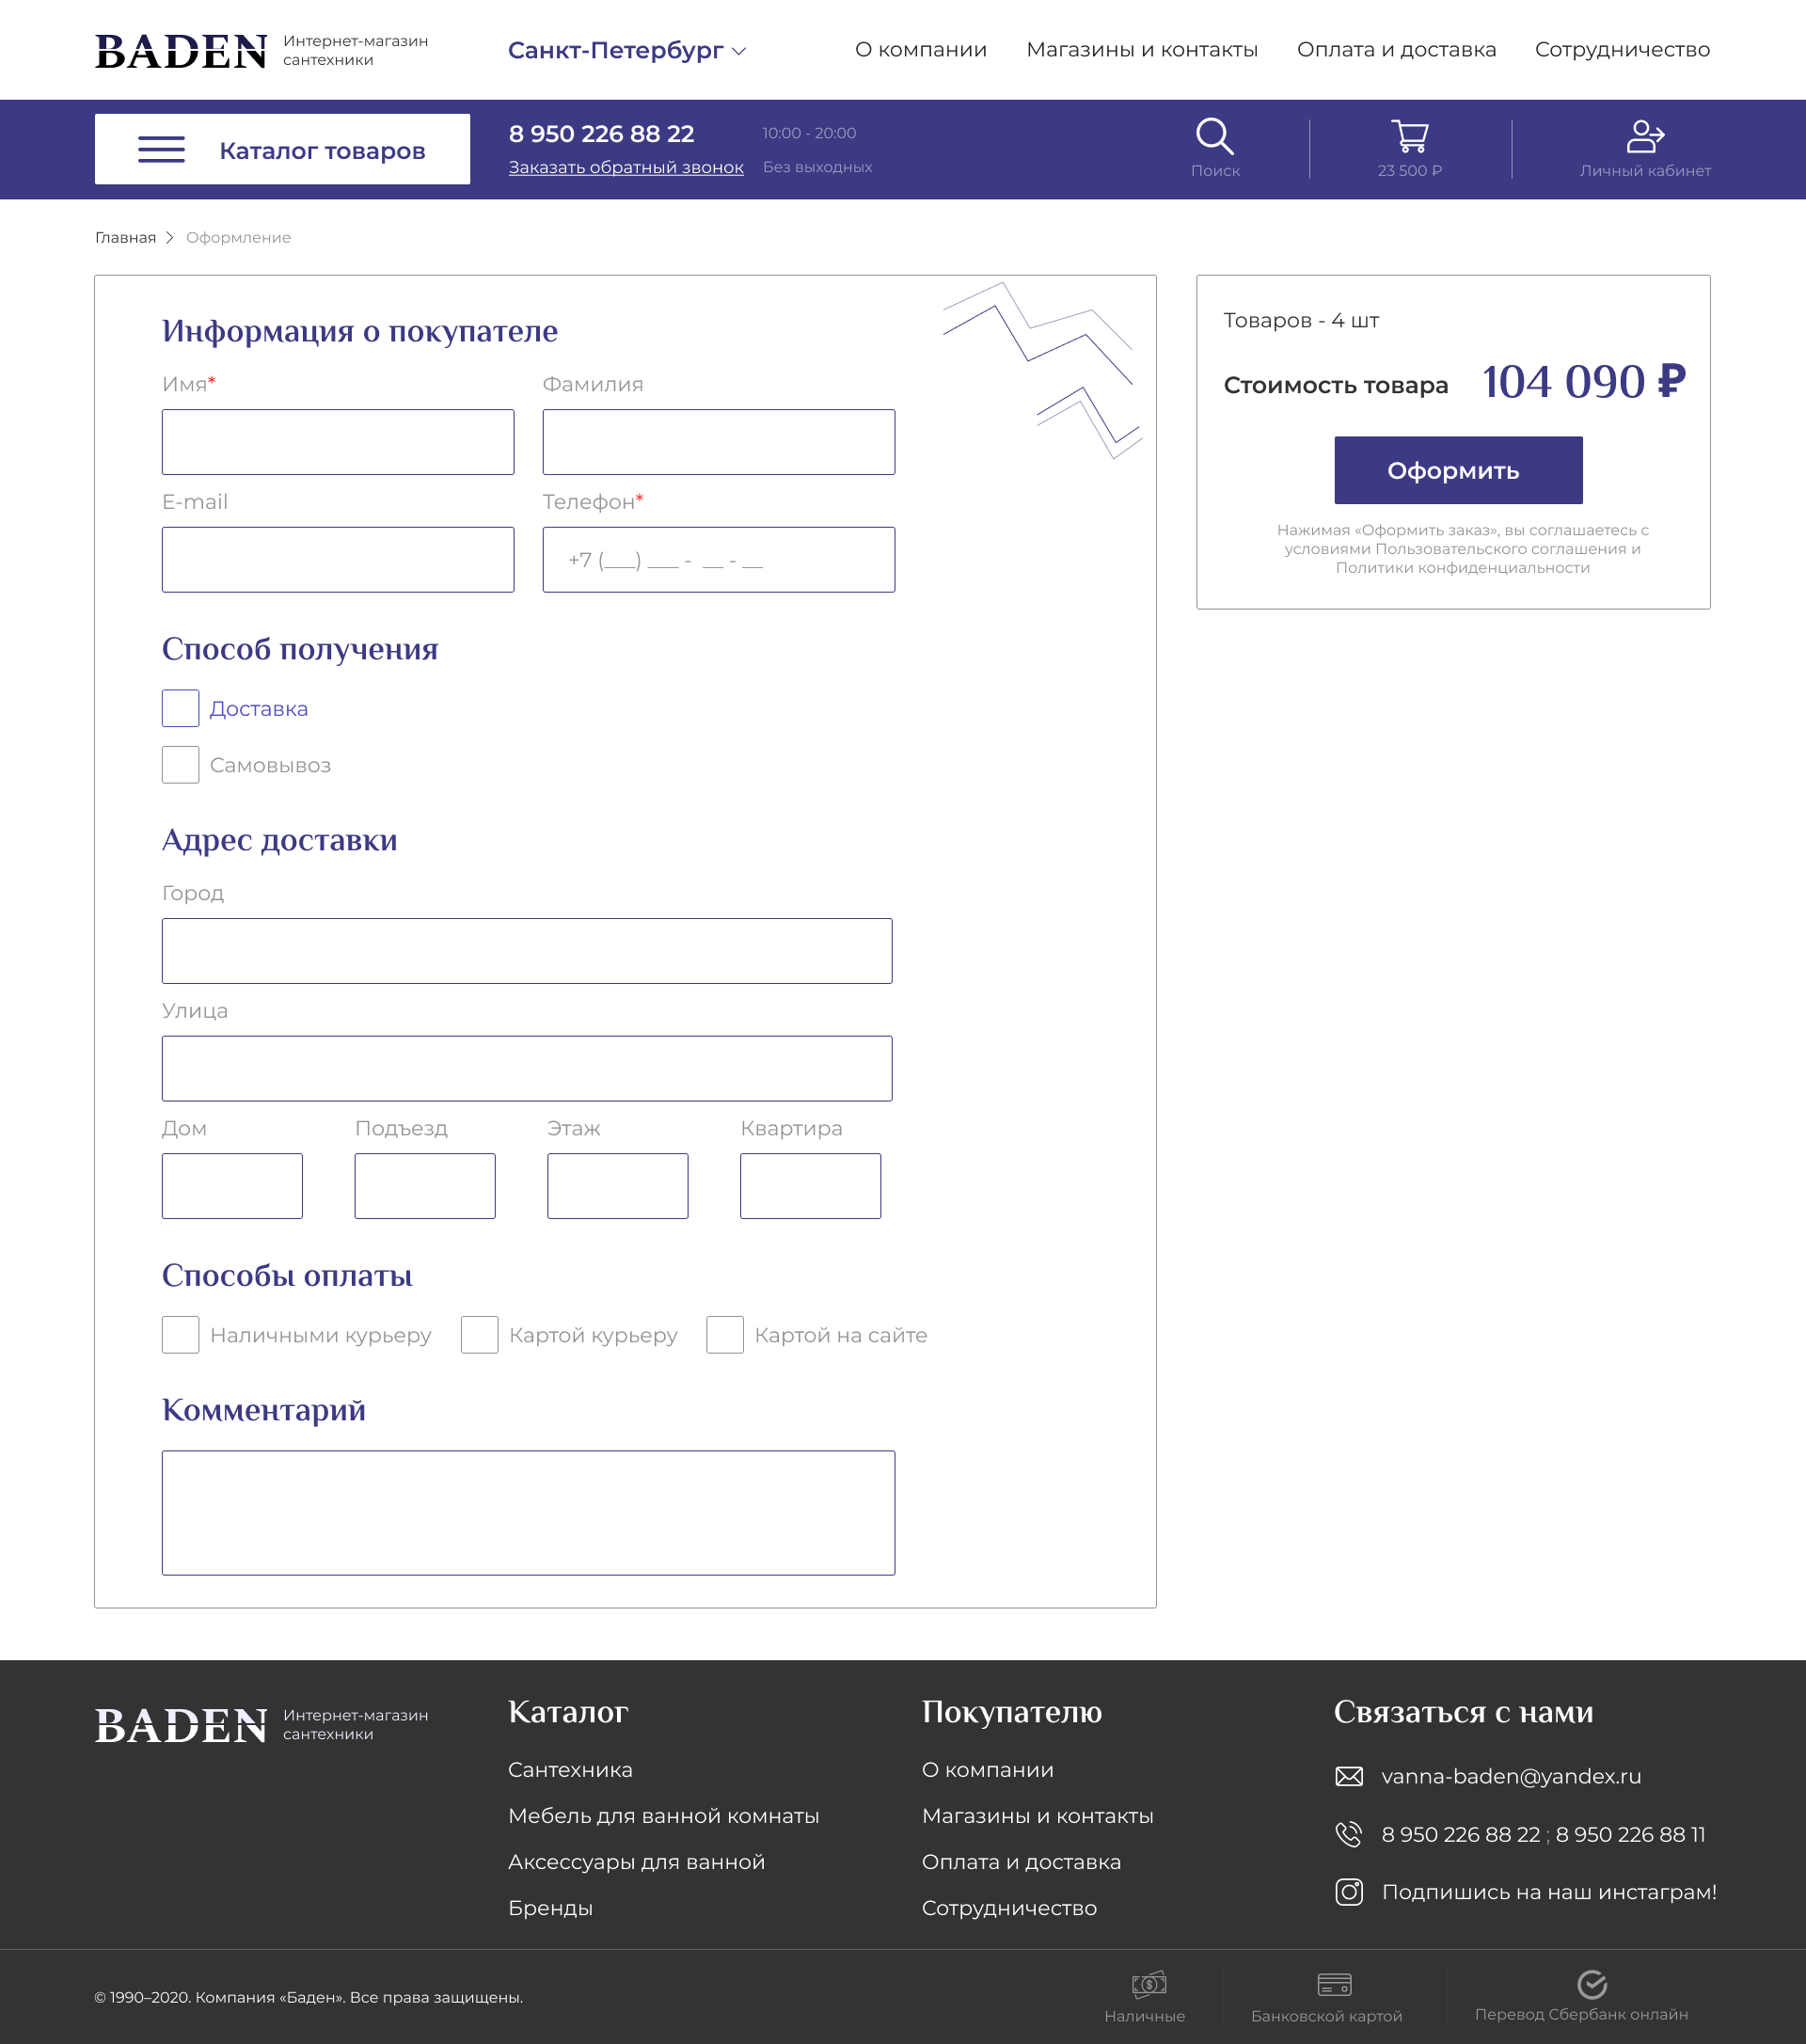 BADEN
Интернет-магазин
сантехники
Санкт-Петербург
О компании
Магазины и контакты
Оплата и доставка
Сотрудничество
Каталог товаров
8 950 226 88 22
10:00 - 20:00
Заказать обратный звонок
Без выходных
Поиск
23 500 ₽
Личный кабинет
Главная
Оформление
Информация о покупателе
Имя*
Фамилия
E-mail
Телефон*
+7 (___) ___ - __ - __
Способ получения
Доставка
Самовывоз
Адрес доставки
Город
Улица
Дом
Подъезд
Этаж
Квартира
Способы оплаты
Наличными курьеру
Картой курьеру
Картой на сайте
Комментарий
Товаров - 4 шт
Стоимость товара
104 090 ₽
Оформить
Нажимая «Оформить заказ», вы соглашаетесь с
условиями Пользовательского соглашения и
Политики конфиденциальности
BADEN
Интернет-магазин
сантехники
Каталог
Сантехника
Мебель для ванной комнаты
Аксессуары для ванной
Бренды
Покупателю
О компании
Магазины и контакты
Оплата и доставка
Сотрудничество
Связаться с нами
vanna-baden@yandex.ru
8 950 226 88 22 ; 8 950 226 88 11
Подпишись на наш инстаграм!
© 1990–2020. Компания «Баден». Все права защищены.
Наличные
Банковской картой
Перевод Сбербанк онлайн